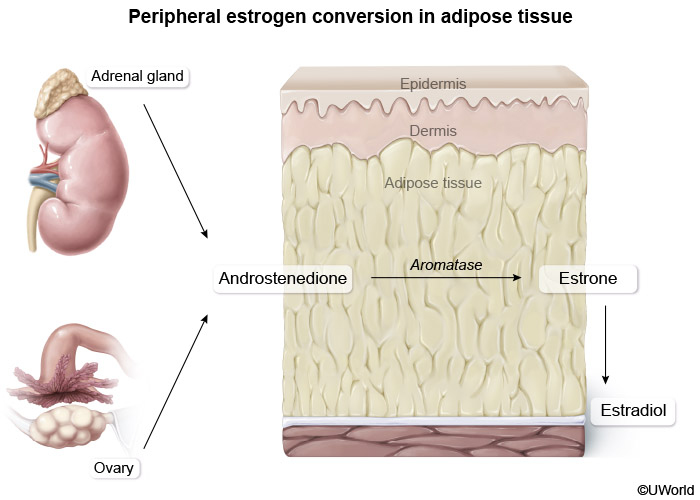 Peripheral estrogen conversion in adipose tissue
Adrenal gland
Epidermis
Dermis
Adipose tissue
Androstenedione
Aromatase
Estrone
Estradiol
Ovary
©UWorld